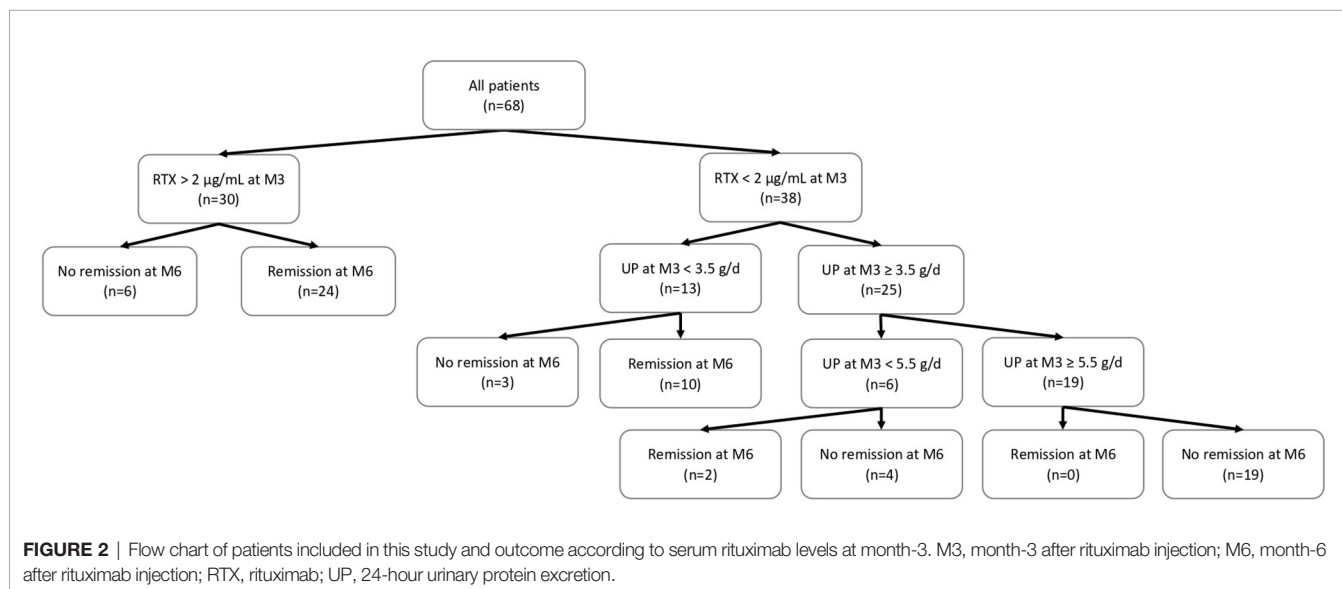 All patients
(n=68)
RTX > 2 µg/mL at M3
(n=30)
RTX < 2 µg/mL at M3
(n=38)
No remission at M6
(n=6)
Remission at M6
(n=24)
UP at M3 < 3.5 g/d
(n=13)
UP at M3 ≥ 3.5 g/d
(n=25)
No remission at M6
(n=3)
Remission at M6
(n=10)
UP at M3 < 5.5 g/d
(n=6)
UP at M3 ≥ 5.5 g/d
(n=19)
Remission at M6
(n=2)
No remission at M6
(n=4)
Remission at M6
(n=0)
No remission at M6
(n=19)
FIGURE 2 | Flow chart of patients included in this study and outcome according to serum rituximab levels at month-3. M3, month-3 after rituximab injection; M6, month-6
after rituximab injection; RTX, rituximab; UP, 24-hour urinary protein excretion.